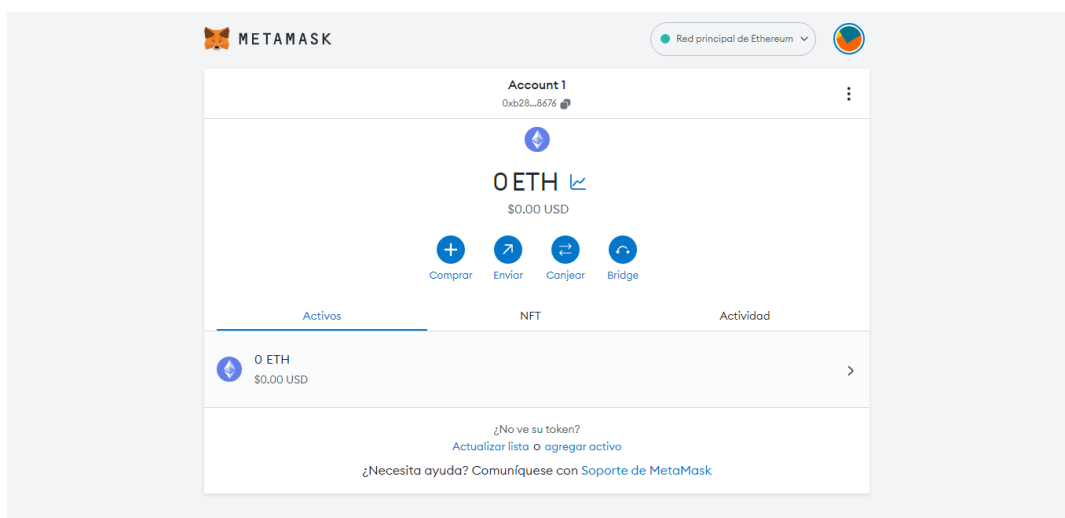 METAMASK
Red principal de Ethereum
Account 1
0xb28...8676
0 ETH
$0.00 USD
Comprar Enviar Canjear Bridge
Activos NFT Actividad
0 ETH
$0.00 USD
¿No ve su token?
Actualizar lista o agregar activo
¿Necesita ayuda? Comuníquese con Soporte de MetaMask